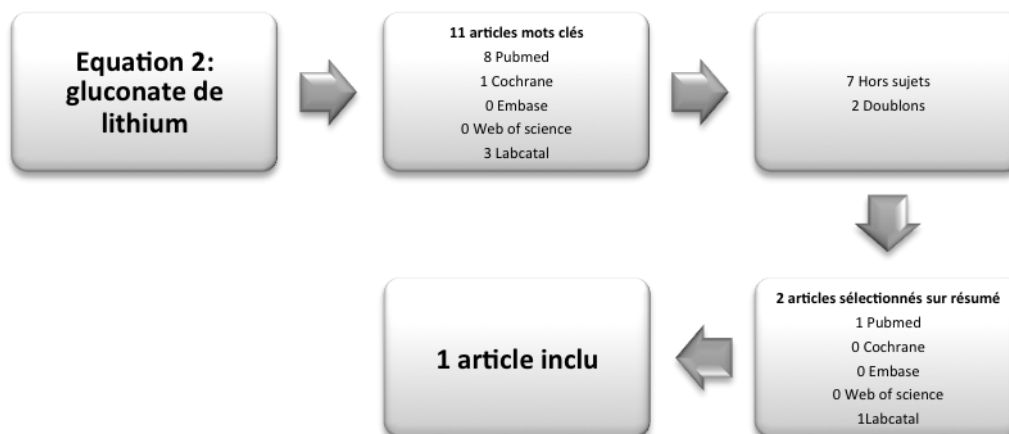 Equation 2:
gluconate de
lithium
11 articles mots clés
8 Pubmed
1 Cochrane
0 Embase
0 Web of science
3 Labcatal
7 Hors sujets
2 Doublons
2 articles sélectionnés sur résumé
1 Pubmed
0 Cochrane
0 Embase
0 Web of science
1Labcatal
1 article inclu